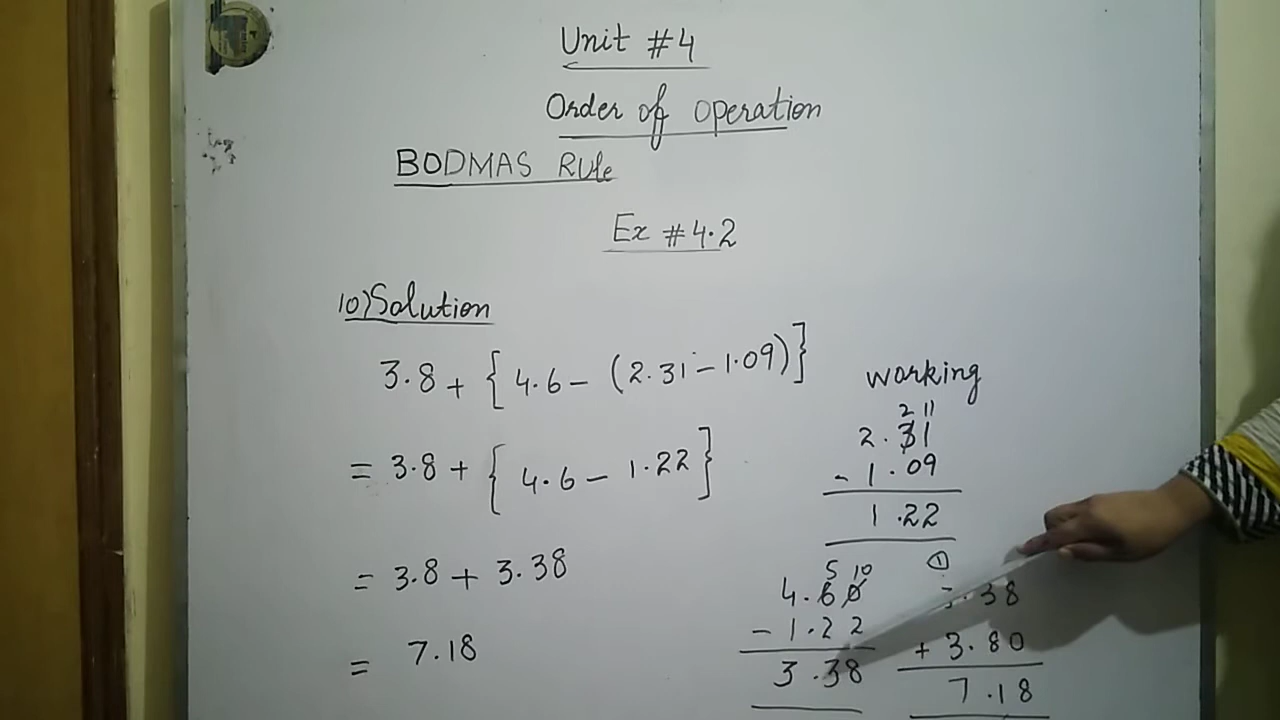 Unit #4
Order of operation
BODMAS Rule
Ex #4.2
10) Solution
3.8 + { 4.6 - (2.31 - 1.09) }
= 3.8 + { 4.6 - 1.22 }
= 3.8 + 3.38
= 7.18
working
2 11
2.31
- 1.09
1.22
5 10
4.60
- 1.22
3.38
1
.38
+ 3.80
7.18